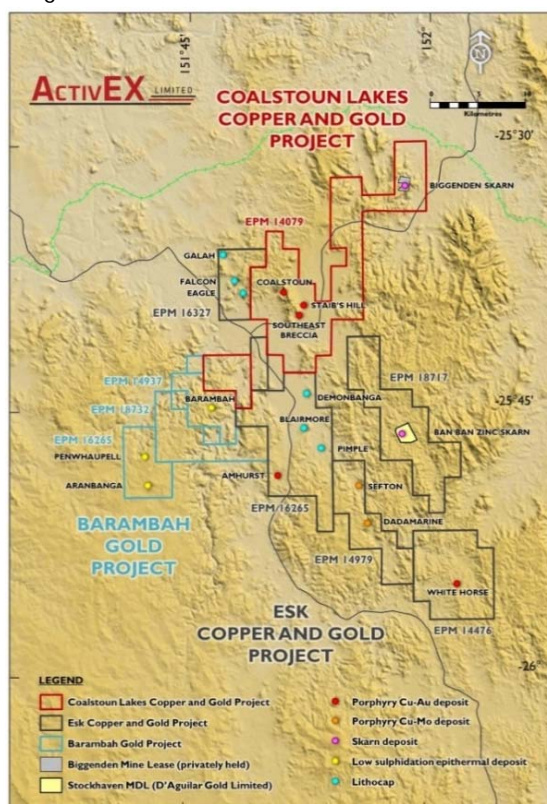 151°45'
152°
N
ACTIVEX LIMITED
0 5 10
Kilometres
COALSTOUN LAKES
COPPER AND GOLD
PROJECT
-25°30'
BIGGENDEN SKARN
EPM 14079
GALAH
FALCON
EAGLE
COALSTOUN
STAIB'S HILL
SOUTHEAST
BRECCIA
EPM 16327
EPM 14937
EPM 18717
EPM 18732
BARAMBAH
DEMONBANGA
-25°45'
EPM 16265
BLAIRMORE
BAN BAN ZINC SKARN
PENWHAUPELL
PIMPLE
ARANBANGA
AMHURST
SEFTON
EPM 16265
DADAMARINE
BARAMBAH
GOLD
PROJECT
EPM 14979
WHITE HORSE
ESK
COPPER AND GOLD
PROJECT
EPM 14476
-26°
LEGEND
Coalstoun Lakes Copper and Gold Project
Esk Copper and Gold Project
Barambah Gold Project
Biggenden Mine Lease (privately held)
Stockhaven MDL (D'Aguilar Gold Limited)
Porphyry Cu-Au deposit
Porphyry Cu-Mo deposit
Skarn deposit
Low sulphidation epithermal deposit
Lithocap